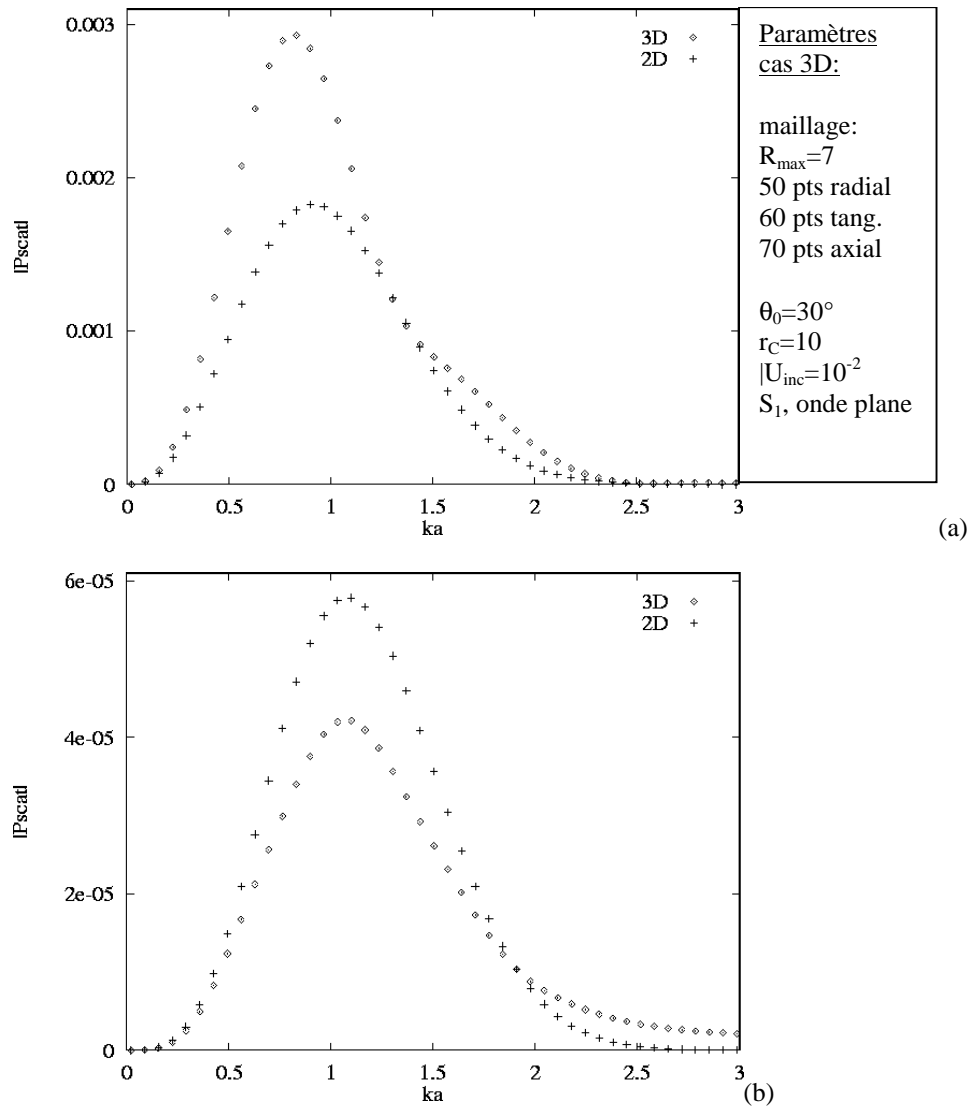 0.003
0.002
0.001
0
|Pscat|
3D
2D
0
0.5
1
1.5
2
2.5
3
ka
Paramètres
cas 3D:
maillage:
Rmax=7
50 pts radial
60 pts tang.
70 pts axial
θ0=30°
rC=10
|Uinc=10-2
S1, onde plane
(a)
6e-05
4e-05
2e-05
0
|Pscat|
3D
2D
0
0.5
1
1.5
2
2.5
3
ka
(b)